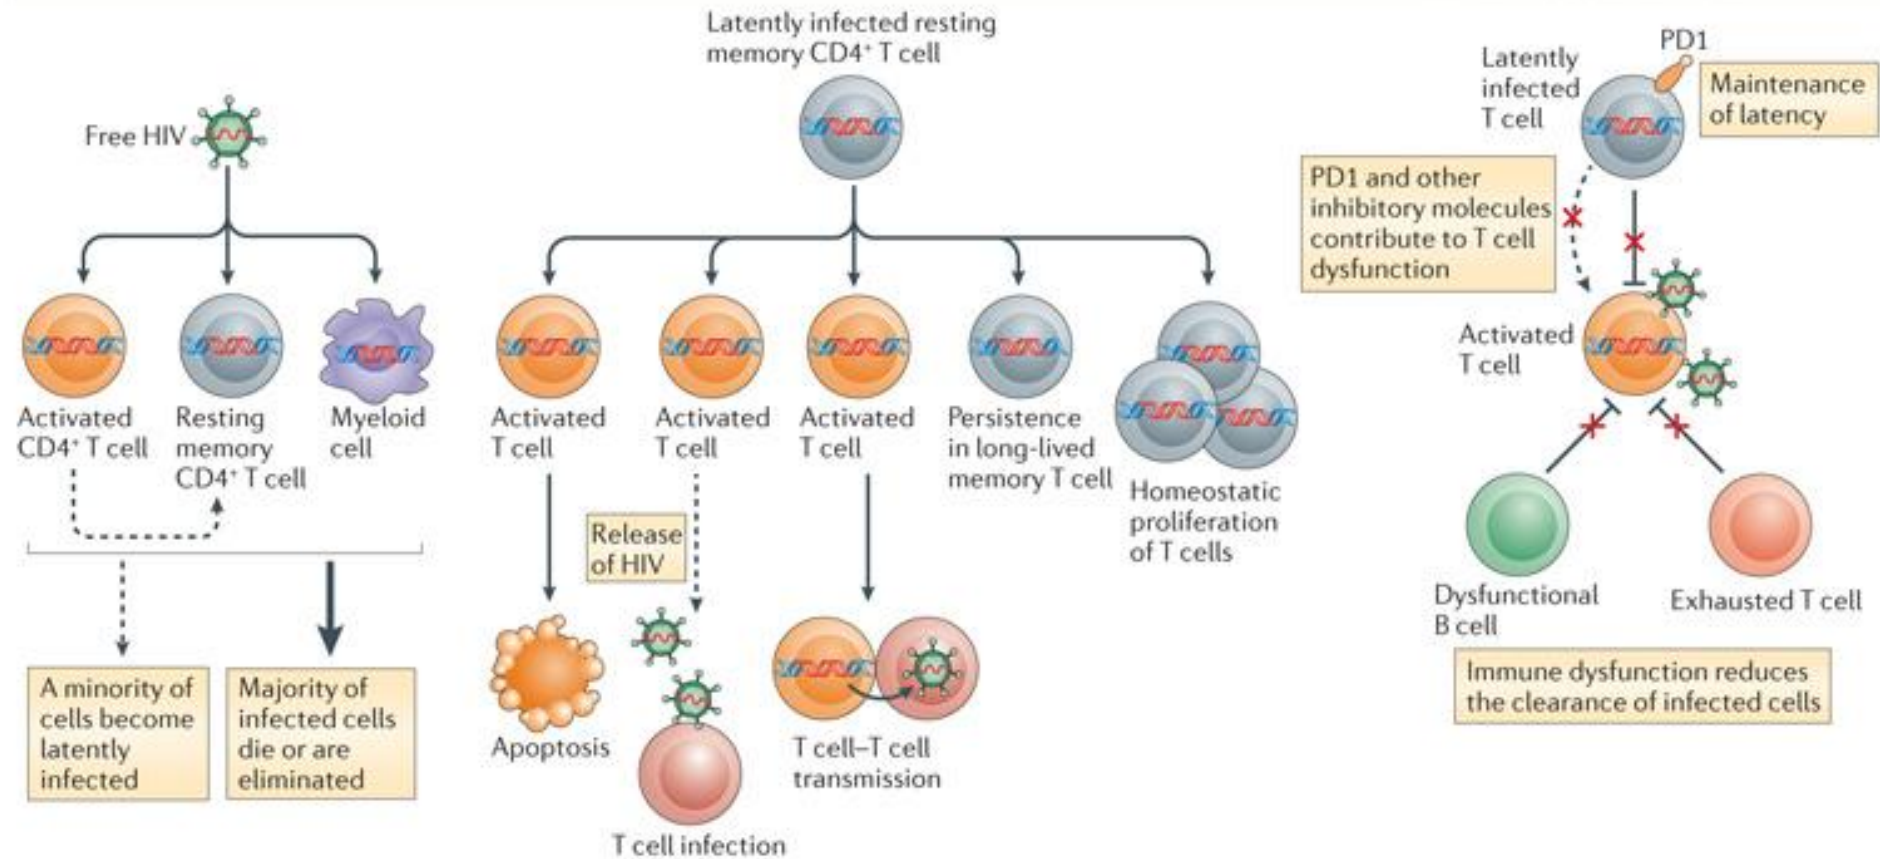 Free HIV
Activated
CD4⁺ T cell
Resting
memory
CD4⁺ T cell
Myeloid
cell
A minority of
cells become
latently
infected
Majority of
infected cells
die or are
eliminated
Latently infected resting
memory CD4⁺ T cell
Activated
T cell
Activated
T cell
Activated
T cell
Persistence
in long-lived
memory T cell
Homeostatic
proliferation
of T cells
Release
of HIV
Apoptosis
T cell infection
T cell–T cell
transmission
Latently
infected
T cell
PD1
Maintenance
of latency
PD1 and other
inhibitory molecules
contribute to T cell
dysfunction
Activated
T cell
Dysfunctional
B cell
Exhausted T cell
Immune dysfunction reduces
the clearance of infected cells